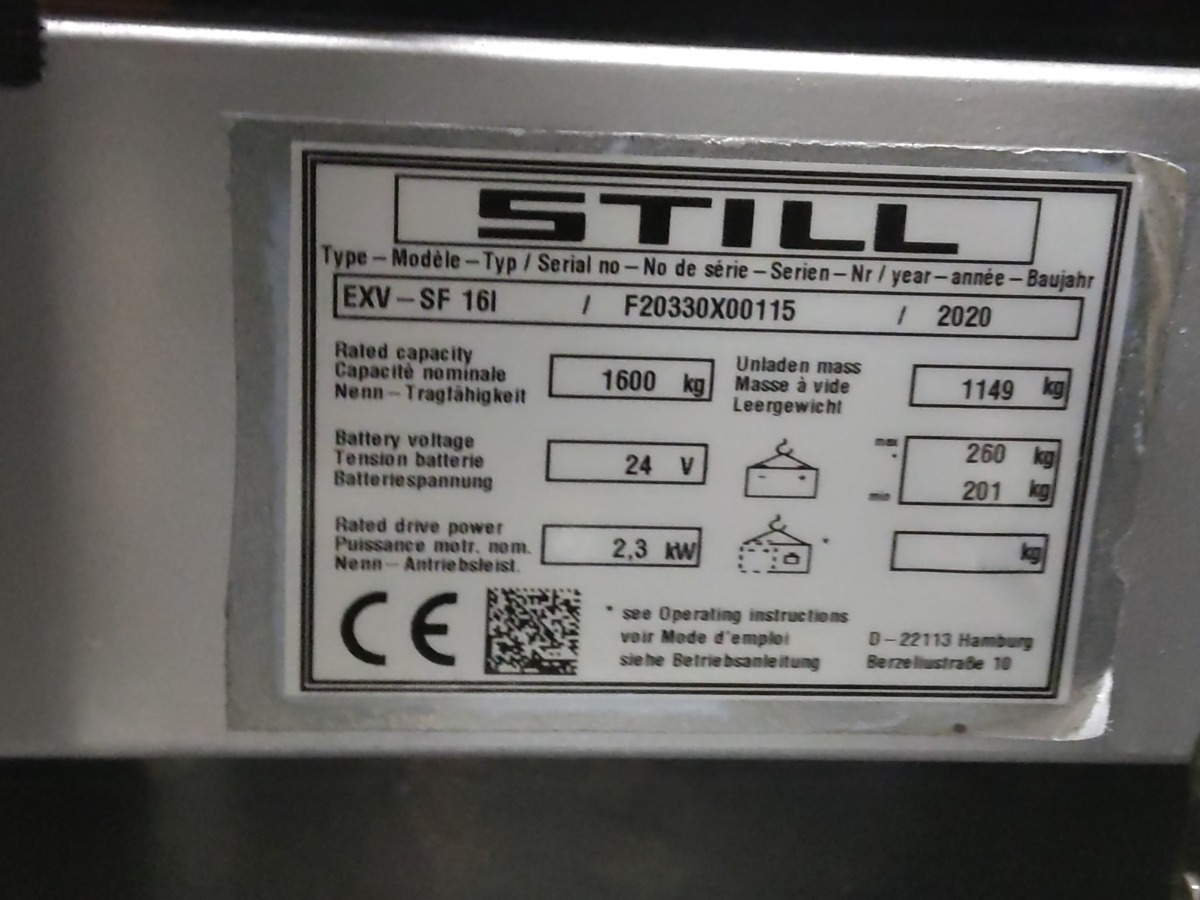 STILL
Type – Modèle – Typ / Serial no – No de série – Serien – Nr / year – année – Baujahr
EXV – SF 16I / F20330X00115 / 2020
Rated capacity
Capacité nominale
Nenn – Tragfähigkeit
1600 kg
Unladen mass
Masse à vide
Leergewicht
1149 kg
Battery voltage
Tension batterie
Batteriespannung
24 V
- +
max
*
260 kg
min
201 kg
Rated drive power
Puissance motr. nom.
Nenn – Antriebsleist.
2,3 kW
*
kg
CE
* see Operating instructions
voir Mode d'emploi
siehe Betriebsanleitung
D – 22113 Hamburg
Berzeliustraße 10